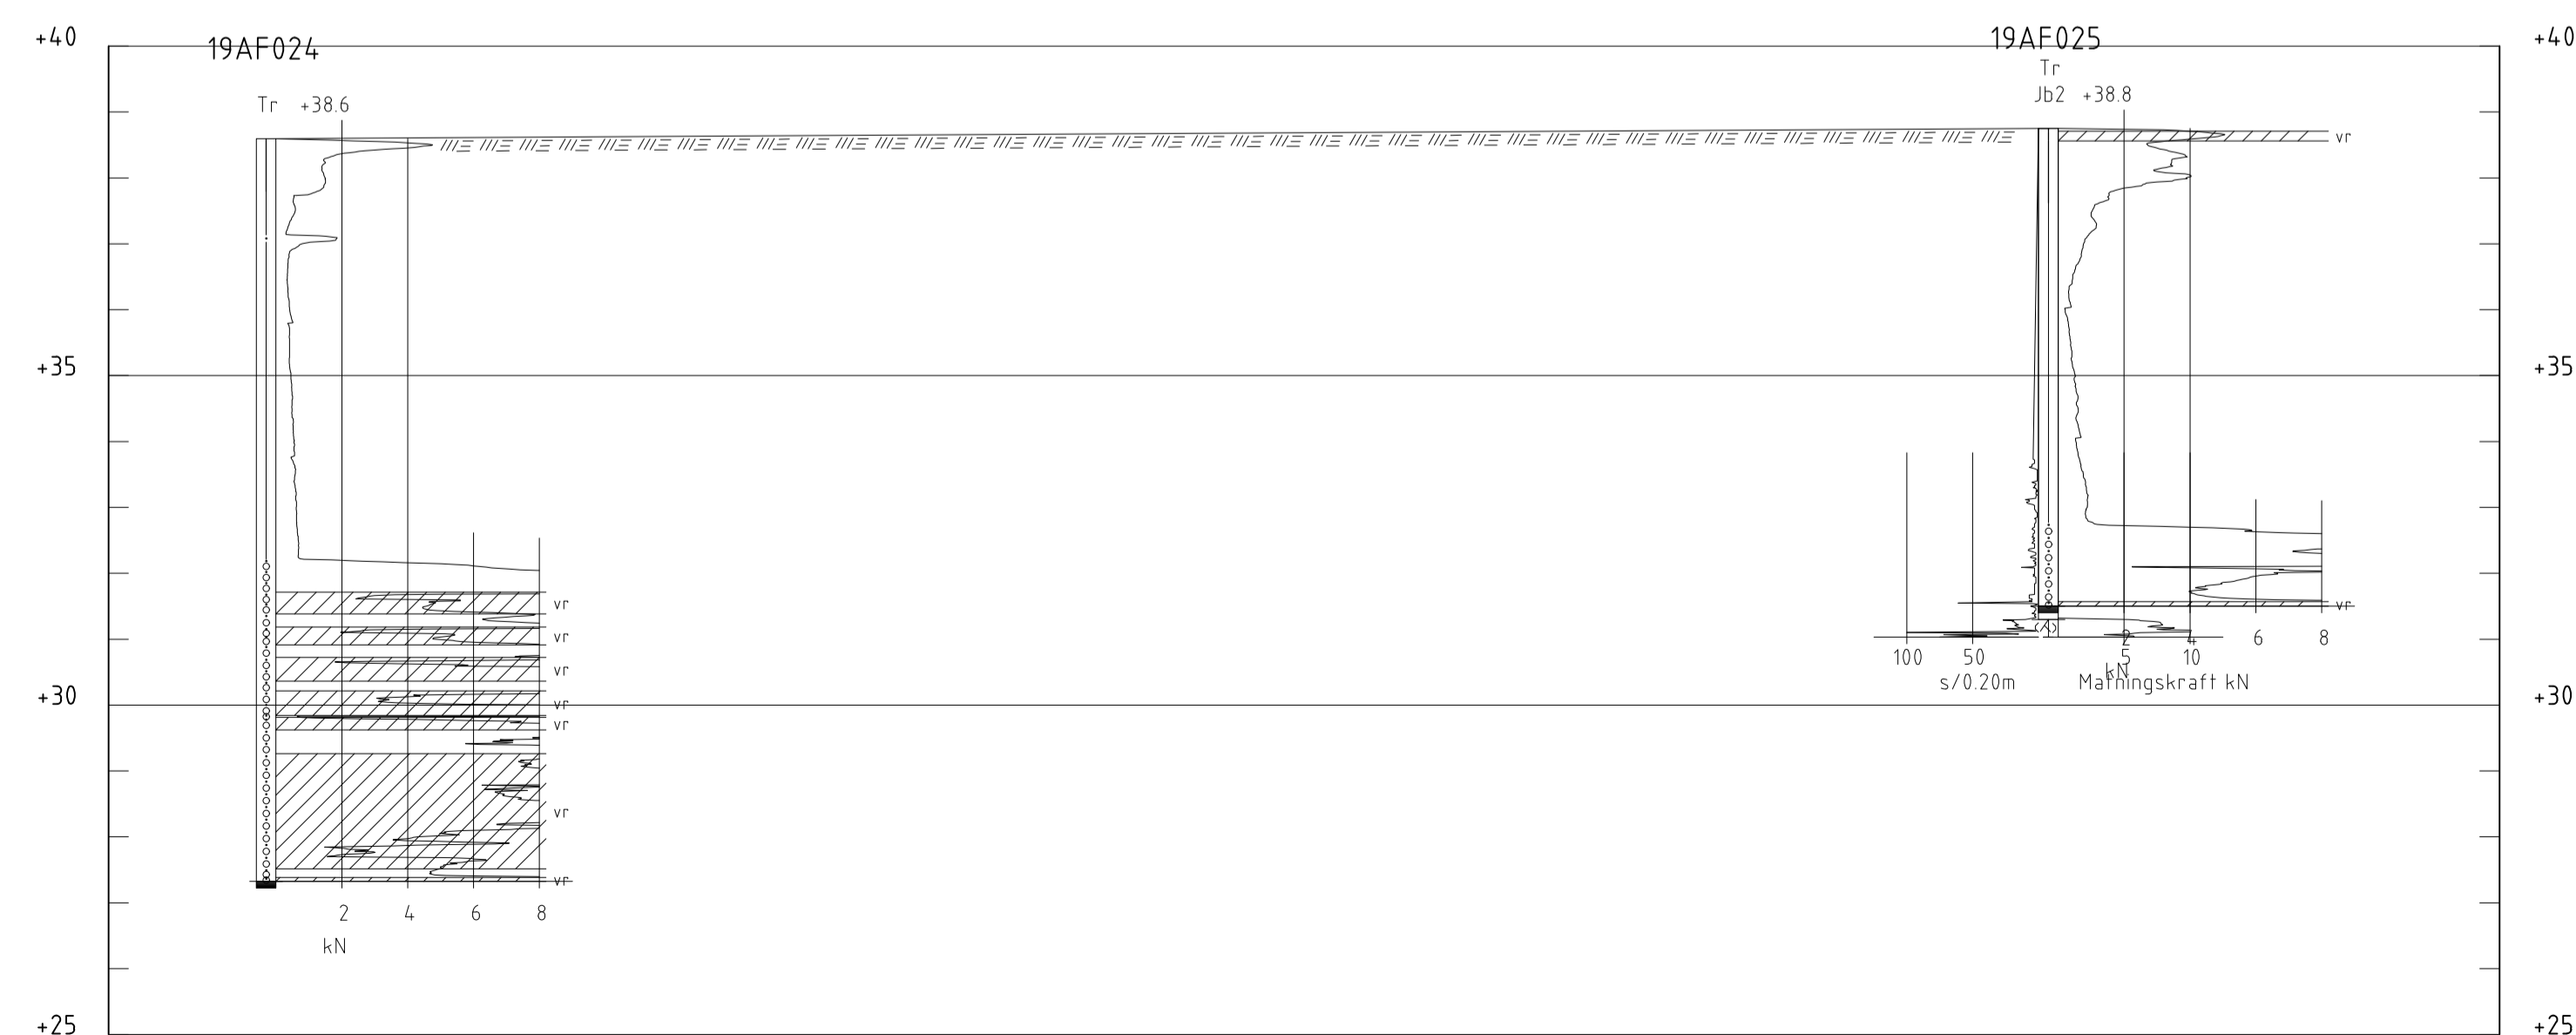 +40 19AF024 19AF025 +40
Tr
Tr +38.6 Jb2 +38.8
vr
+35 +35
vr vr
vr 2 4 6 8
100 50 5 10
vr kN
s/0.20m Matningskraft kN
+30 vr +30
vr
vr
vr
2 4 6 8
kN
+25 +25